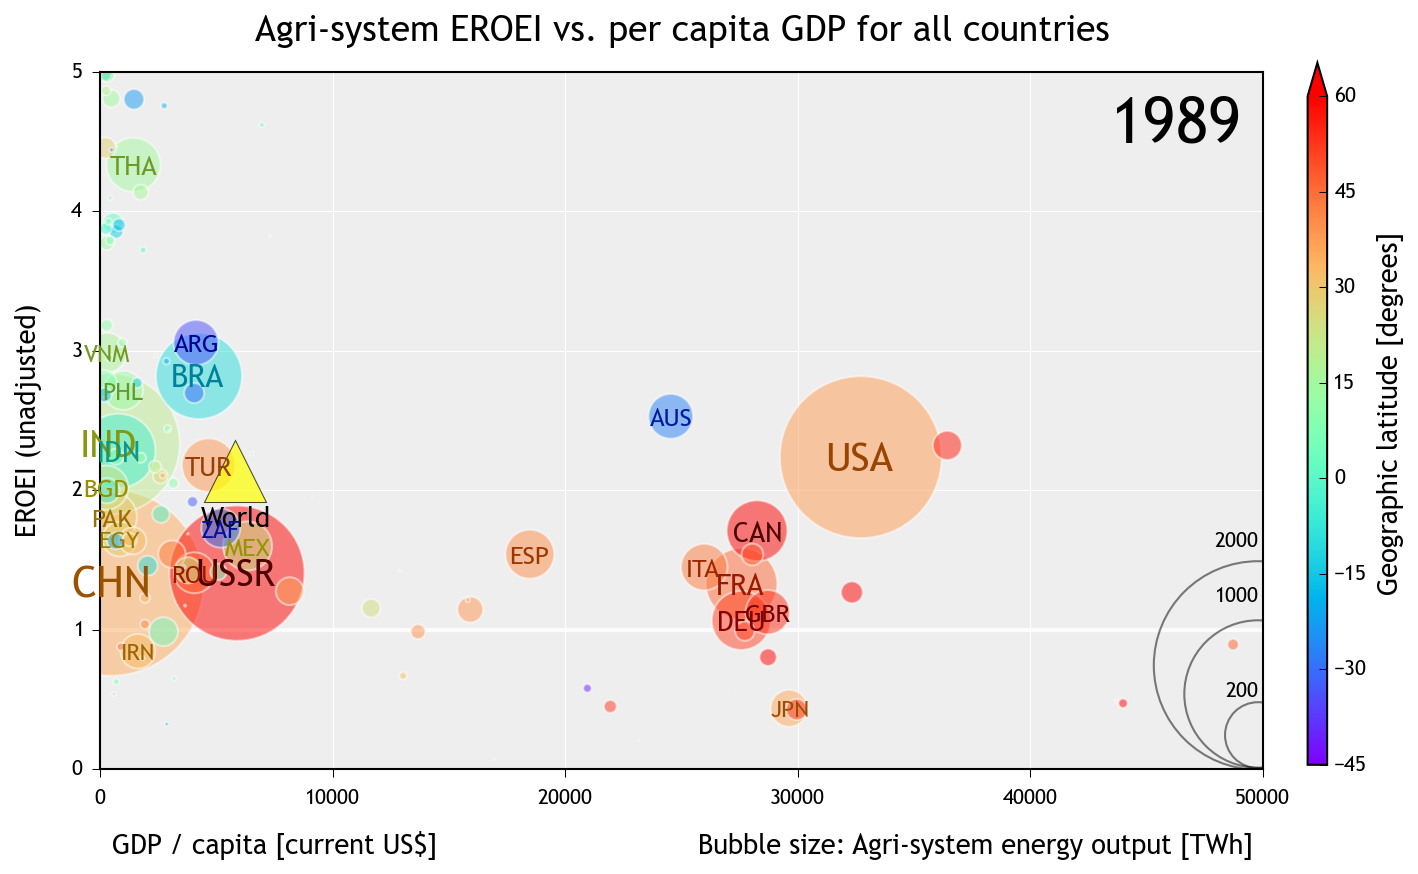 Agri-system EROEI vs. per capita GDP for all countries
1989
EROEI (unadjusted)
5
4
3
2
1
0
THA
ARG
VNM
BRA
PHL
AUS
IND
IDN
USA
TUR
BGD
World
PAK
ZAF
CAN
EGY
MEX
ESP
ITA
CHN
ROU
USSR
FRA
GBR
DEU
IRN
JPN
2000
1000
200
0
10000
20000
30000
40000
50000
GDP / capita [current US$]
Bubble size: Agri-system energy output [TWh]
60
45
30
15
0
−15
−30
−45
Geographic latitude [degrees]